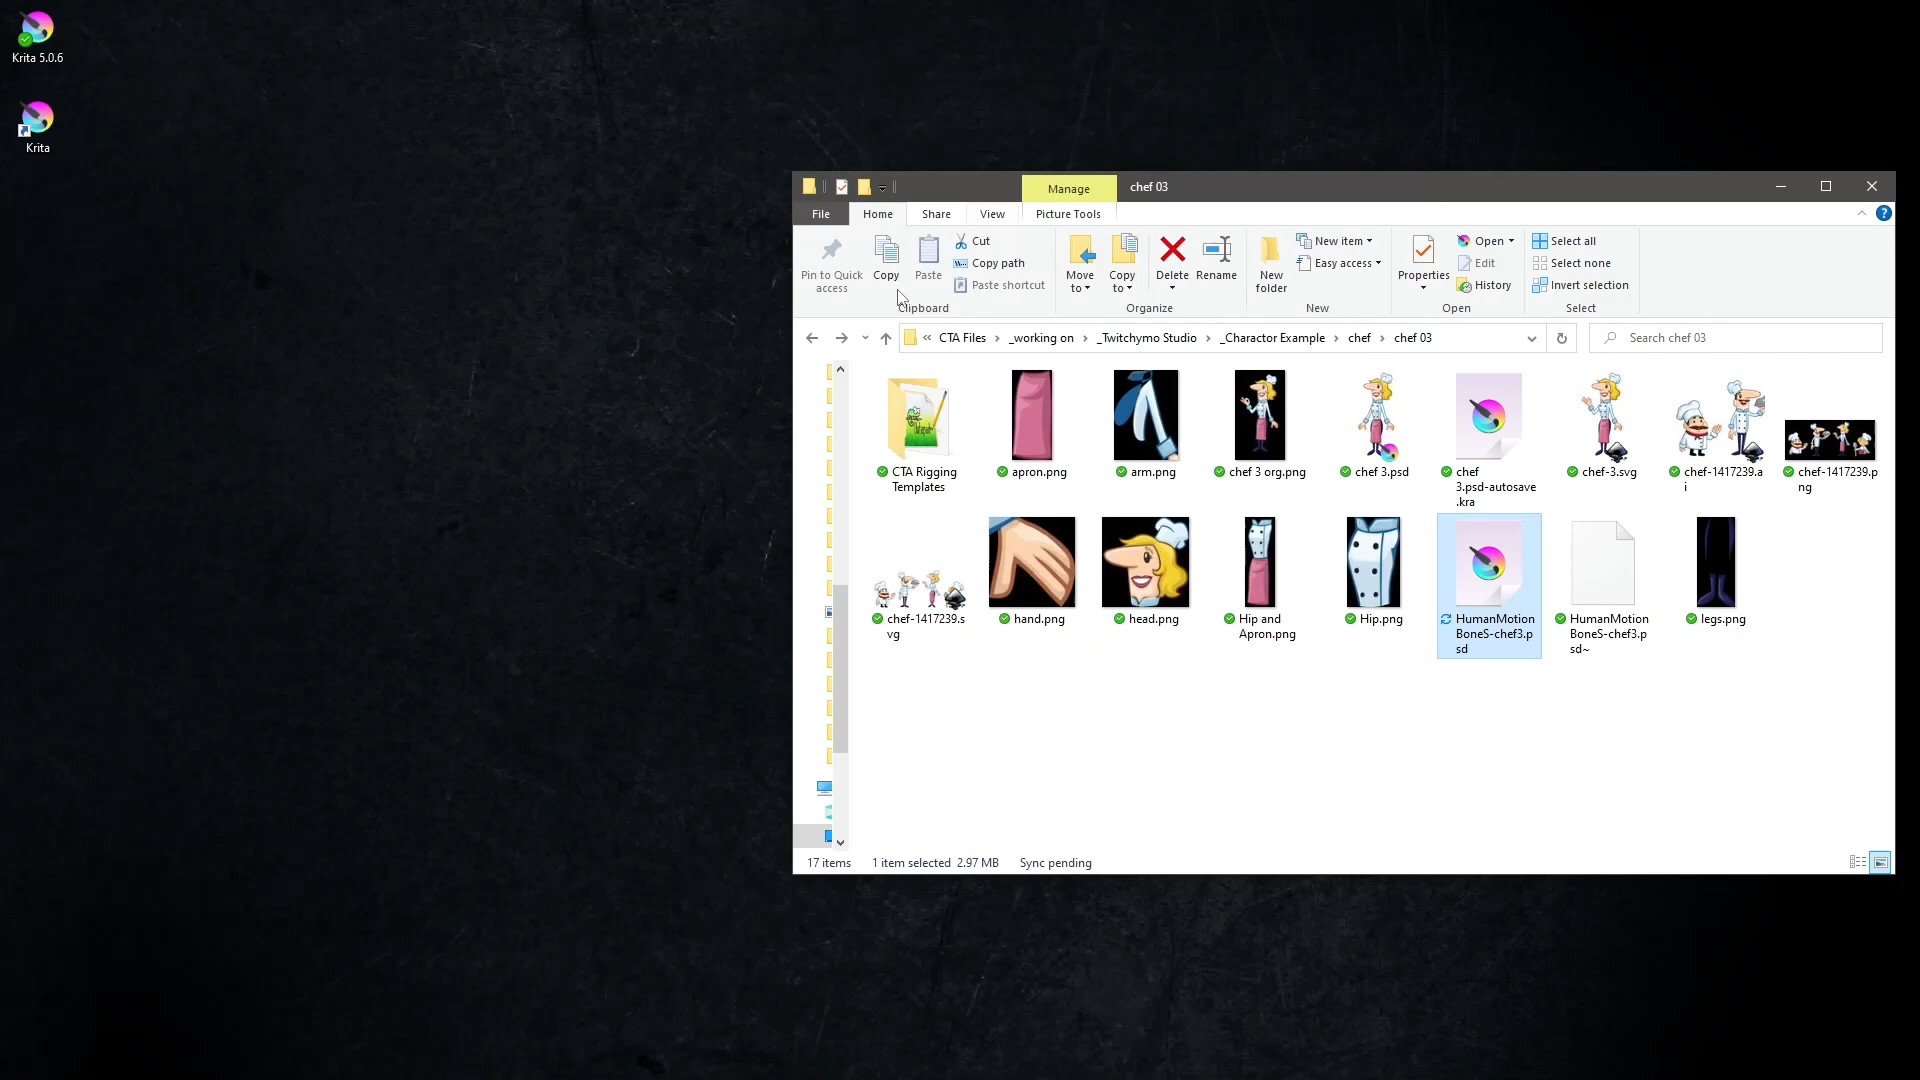 Krita 5.0.6
Krita
Manage
chef 03
File
Home
Share
View
Picture Tools
Pin to Quick
access
Copy
Paste
Cut
Copy path
Paste shortcut
Clipboard
Move
to
Copy
to
Delete
Rename
Organize
New
folder
New item
Easy access
New
Properties
Open
Edit
History
Open
Select all
Select none
Invert selection
Select
« CTA Files > _working on > _Twitchymo Studio > _Charactor Example > chef > chef 03
Search chef 03
CTA Rigging
Templates
apron.png
arm.png
chef 3 org.png
chef 3.psd
chef
3.psd-autosave
.kra
chef-3.svg
chef-1417239.a
i
chef-1417239.p
ng
chef-1417239.s
vg
hand.png
head.png
Hip and
Apron.png
Hip.png
HumanMotion
BoneS-chef3.p
sd
HumanMotion
BoneS-chef3.p
sd~
legs.png
17 items
1 item selected 2.97 MB
Sync pending